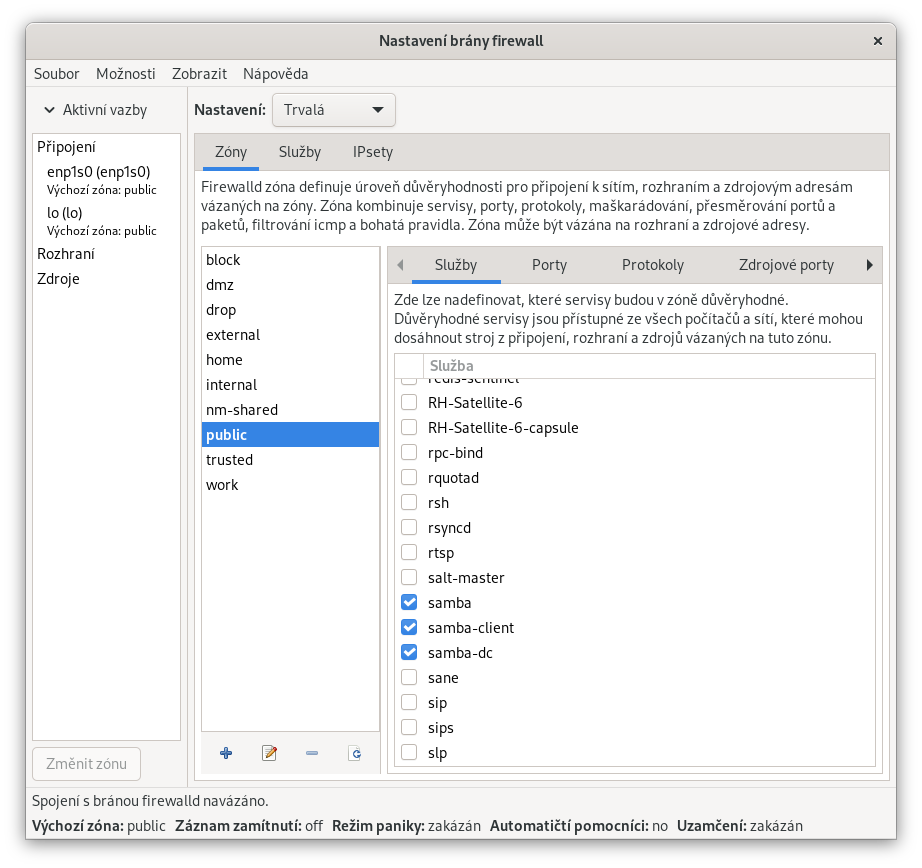 Nastavení brány firewall
Soubor Možnosti Zobrazit Nápověda
Aktivní vazby
Připojení
enp1s0 (enp1s0)
Výchozí zóna: public
lo (lo)
Výchozí zóna: public
Rozhraní
Zdroje
Změnit zónu
Nastavení: Trvalá
Zóny Služby IPsety
Firewalld zóna definuje úroveň důvěryhodnosti pro připojení k sítím, rozhraním a zdrojovým adresám
vázaných na zóny. Zóna kombinuje servisy, porty, protokoly, maškarádování, přesměrování portů a
paketů, filtrování icmp a bohatá pravidla. Zóna může být vázána na rozhraní a zdrojové adresy.
block
dmz
drop
external
home
internal
nm-shared
public
trusted
work
Služby Porty Protokoly Zdrojové porty
Zde lze nadefinovat, které servisy budou v zóně důvěryhodné.
Důvěryhodné servisy jsou přístupné ze všech počítačů a sítí, které mohou
dosáhnout stroj z připojení, rozhraní a zdrojů vázaných na tuto zónu.
Služba
redis-sentinel
RH-Satellite-6
RH-Satellite-6-capsule
rpc-bind
rquotad
rsh
rsyncd
rtsp
salt-master
samba
samba-client
samba-dc
sane
sip
sips
slp
Spojení s bránou firewalld navázáno.
Výchozí zóna: public Záznam zamítnutí: off Režim paniky: zakázán Automatičtí pomocníci: no Uzamčení: zakázán